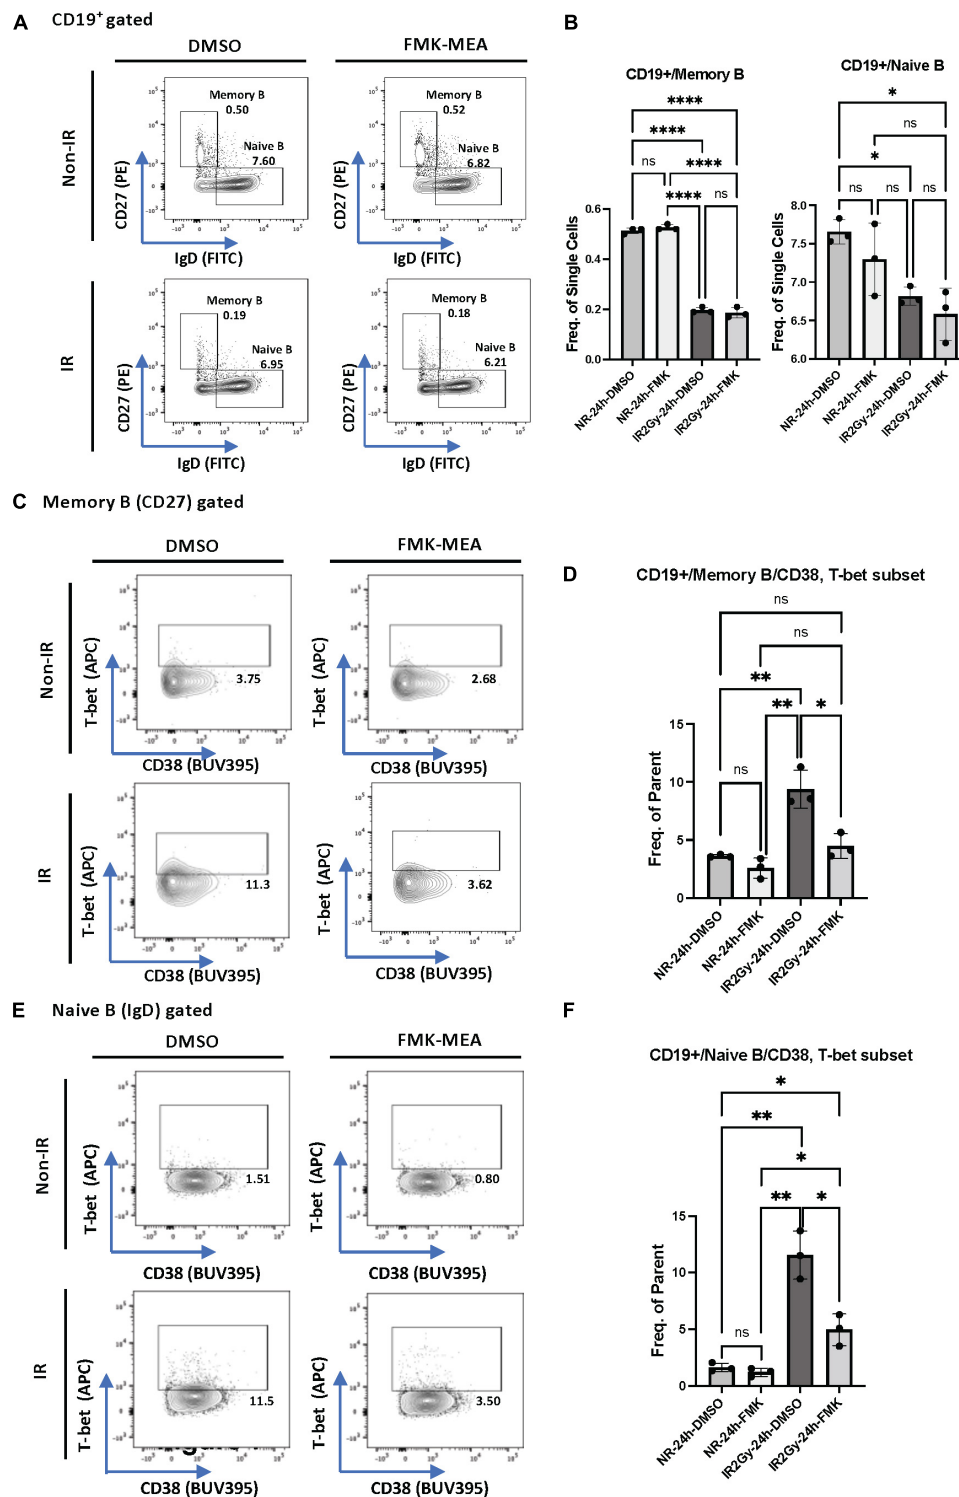 A
CD19+ gated
DMSO
FMK-MEA
Non-IR
CD27 (PE)
Memory B
0.50
Naive B
7.60
IgD (FITC)
CD27 (PE)
Memory B
0.52
Naive B
6.82
IgD (FITC)
IR
CD27 (PE)
Memory B
0.19
Naive B
6.95
IgD (FITC)
CD27 (PE)
Memory B
0.18
Naive B
6.21
IgD (FITC)
B
CD19+/Memory B
****
****
ns
****
****
ns
Freq. of Single Cells
0.6
0.4
0.2
0.0
NR-24h-DMSO
NR-24h-FMK
IR2Gy-24h-DMSO
IR2Gy-24h-FMK
CD19+/Naive B
*
ns
*
ns
ns
ns
Freq. of Single Cells
8.0
7.5
7.0
6.5
6.0
NR-24h-DMSO
NR-24h-FMK
IR2Gy-24h-DMSO
IR2Gy-24h-FMK
C
Memory B (CD27) gated
DMSO
FMK-MEA
Non-IR
T-bet (APC)
3.75
CD38 (BUV395)
T-bet (APC)
2.68
CD38 (BUV395)
IR
T-bet (APC)
11.3
CD38 (BUV395)
T-bet (APC)
3.62
CD38 (BUV395)
D
CD19+/Memory B/CD38, T-bet subset
ns
ns
**
**
*
ns
Freq. of Parent
15
10
5
0
NR-24h-DMSO
NR-24h-FMK
IR2Gy-24h-DMSO
IR2Gy-24h-FMK
E
Naive B (IgD) gated
DMSO
FMK-MEA
Non-IR
T-bet (APC)
1.51
CD38 (BUV395)
T-bet (APC)
0.80
CD38 (BUV395)
IR
T-bet (APC)
11.5
CD38 (BUV395)
T-bet (APC)
3.50
CD38 (BUV395)
F
CD19+/Naive B/CD38, T-bet subset
*
**
*
**
*
ns
Freq. of Parent
15
10
5
0
NR-24h-DMSO
NR-24h-FMK
IR2Gy-24h-DMSO
IR2Gy-24h-FMK